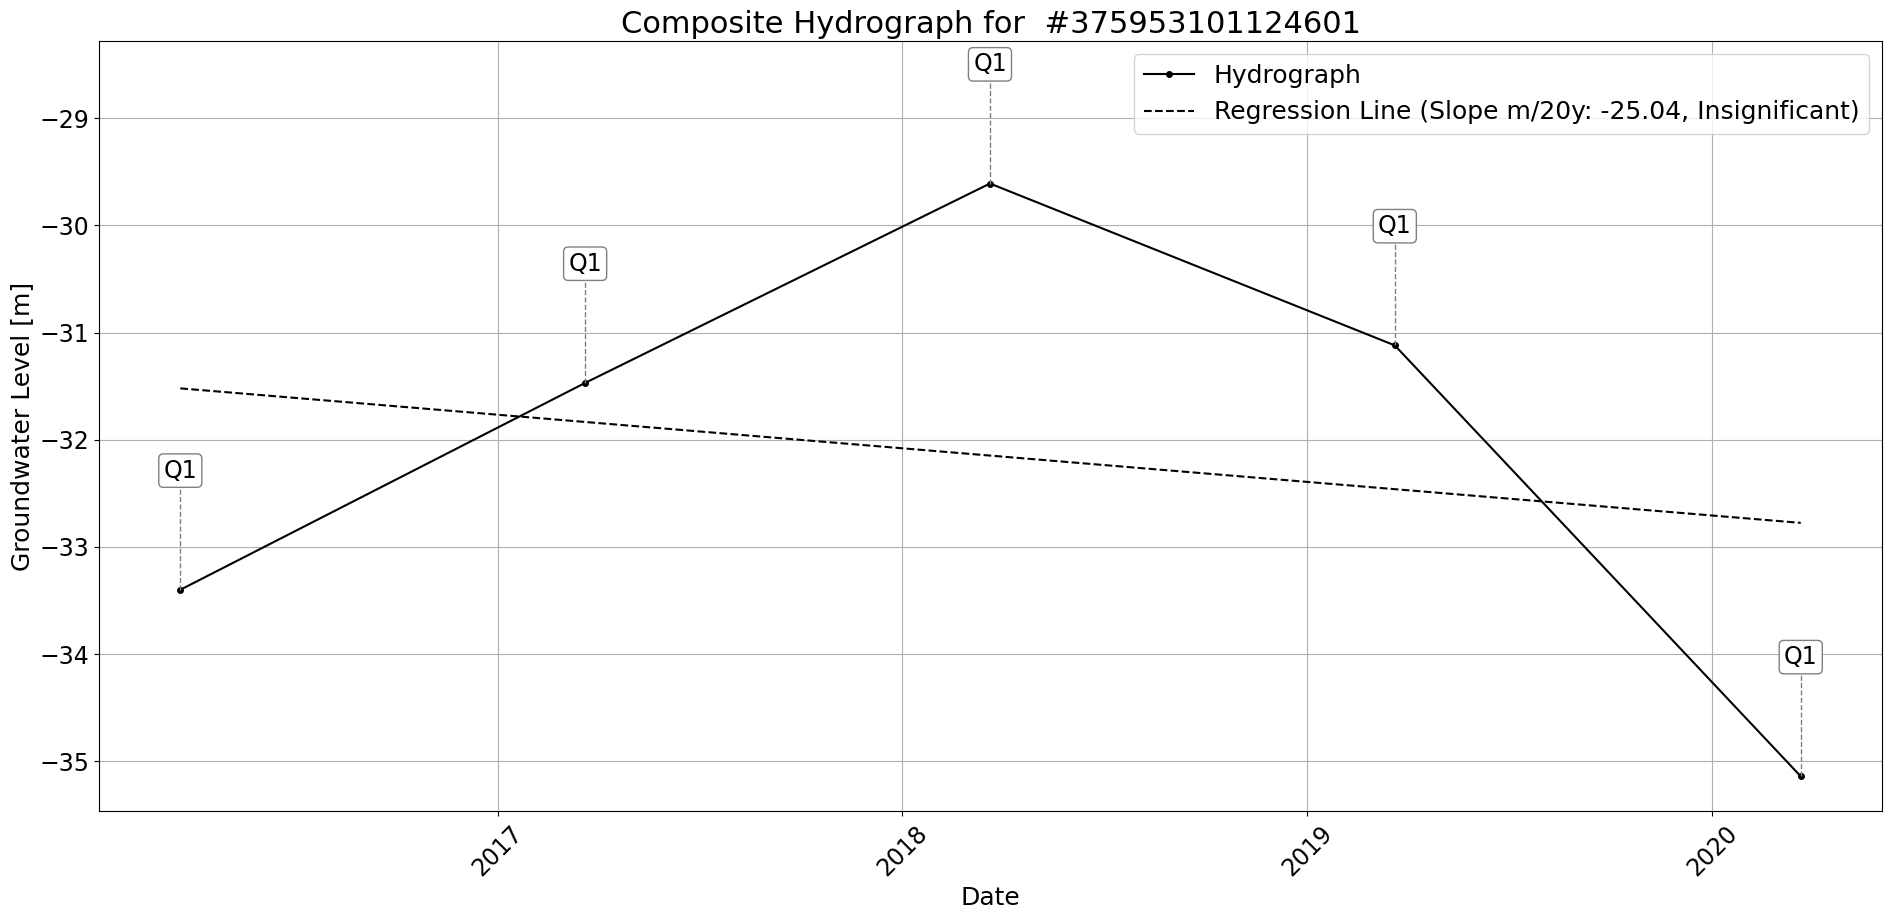 Composite Hydrograph for  #375953101124601
Hydrograph
Regression Line (Slope m/20y: -25.04, Insignificant)
Q1
Q1
Q1
Q1
Q1
Groundwater Level [m]
−29
−30
−31
−32
−33
−34
−35
2017
2018
2019
2020
Date